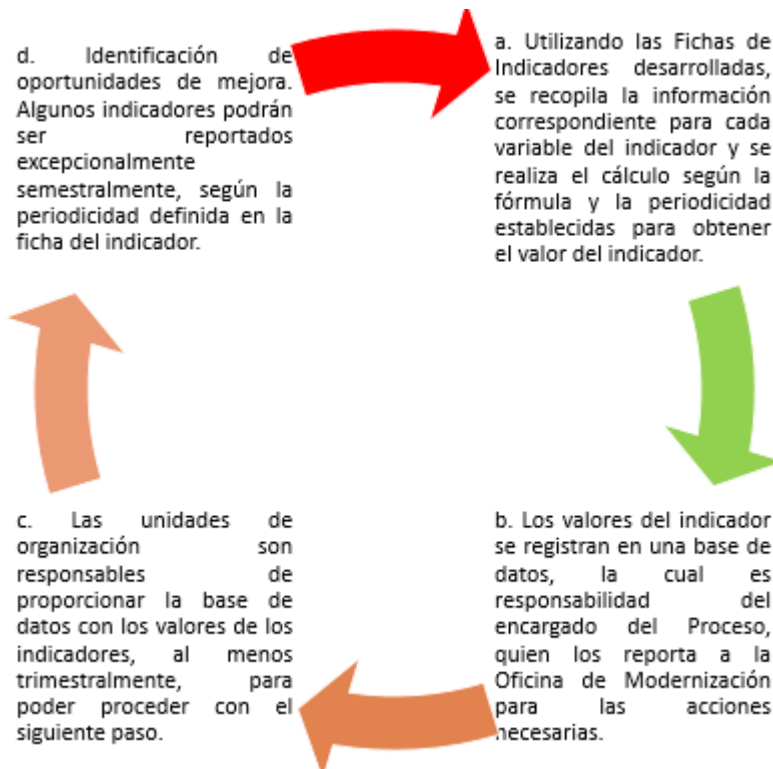 a. Utilizando las Fichas de
Indicadores desarrolladas,
se recopila la información
correspondiente para cada
variable del indicador y se
realiza el cálculo según la
fórmula y la periodicidad
establecidas para obtener
el valor del indicador.
b. Los valores del indicador
se registran en una base de
datos, la cual es
responsabilidad del
encargado del Proceso,
quien los reporta a la
Oficina de Modernización
para las acciones
necesarias.
c. Las unidades de
organización son
responsables de
proporcionar la base de
datos con los valores de los
indicadores, al menos
trimestralmente, para
poder proceder con el
siguiente paso.
d. Identificación de
oportunidades de mejora.
Algunos indicadores podrán
ser reportados
excepcionalmente
semestralmente, según la
periodicidad definida en la
ficha del indicador.